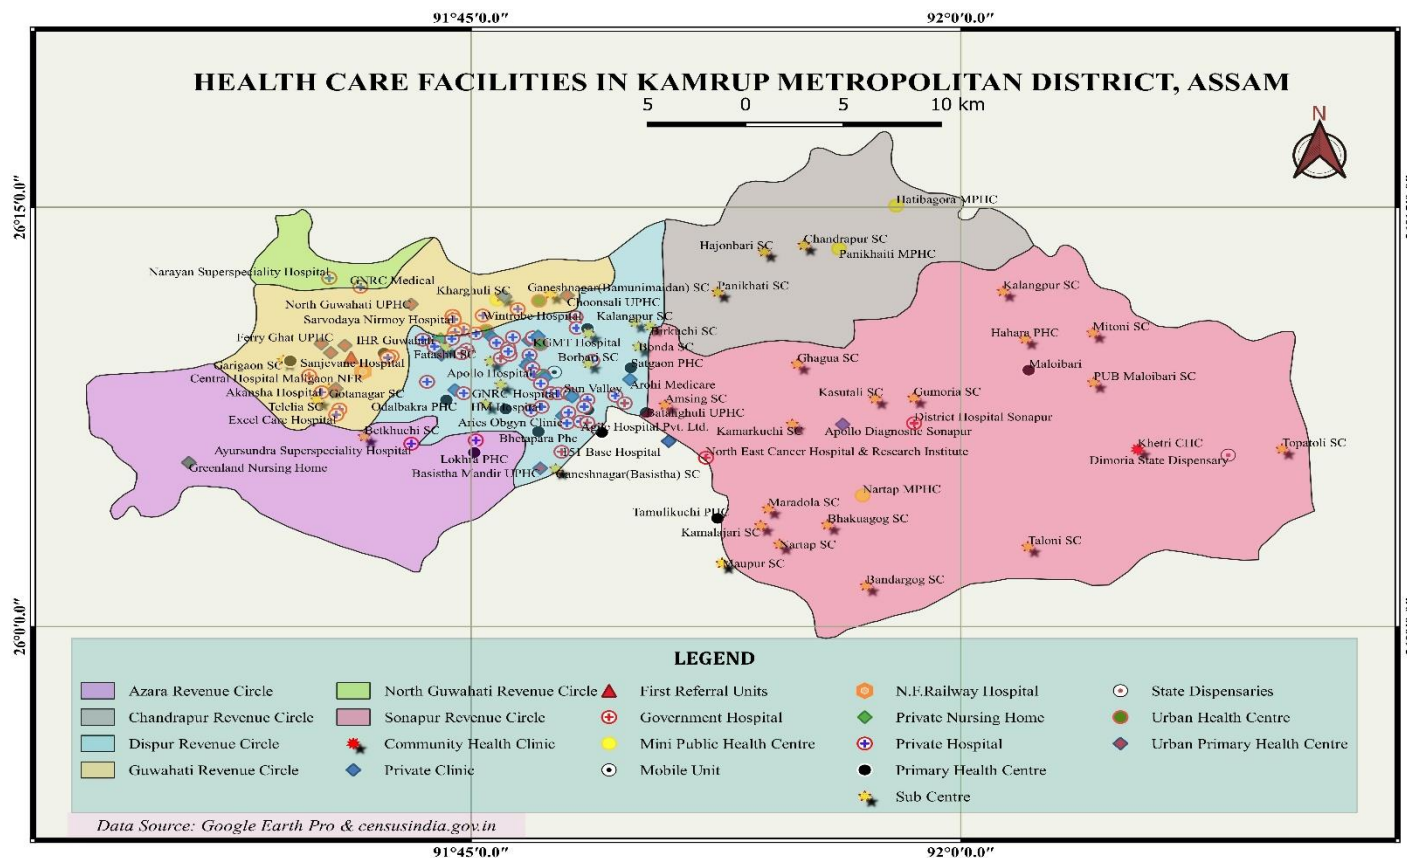 91°45'0.0" 92°0'0.0"
HEALTH CARE FACILITIES IN KAMRUP METROPOLITAN DISTRICT, ASSAM
5 0 5 10 km
N
26°15'0.0"
Hatibagora MPHC
Chandrapur SC
Hajonbari SC
Panikhaiti MPHC
Narayan Superspeciality Hospital
GNRC Medical
Kharghuli SC
Ganeshnagar(Bamunimaidan) SC
Panikhati SC
Kalangpur SC
North Guwahati UPHC
Choonsali UPHC
Sarvodaya Nirmoy Hospital
Wintrobe Hospital
Kalangpur SC
Birkuchi SC
Hahara PHC
Mitoni SC
Ferry Ghat UPHC
IHR Guwahati
KGMT Hospital
Bonda SC
Fatashil SC
Borbari SC
Garigaon SC
Sanjevane Hospital
Satgaon PHC
Ghagua SC
Maloibari
Central Hospital Maligaon NFR
Apollo Hospital
Arohi Medicare
PUB Maloibari SC
Akansha Hospital
Gotanagar SC
GNRC Hospital
Sun Valley
Amsing SC
Kasutali SC
Gumoria SC
Telelia SC
Odalbakra PHC
HM Hospital
Batalghuli UPHC
District Hospital Sonapur
Excel Care Hospital
Aries Obgyn Clinic
Agile Hospital Pvt. Ltd.
Kamarkuchi SC
Apollo Diagnostic Sonapur
Betkhuchi SC
Bhetapara Phc
Khetri CHC
Topatoli SC
Ayursundra Superspeciality Hospital
Lokhra PHC
151 Base Hospital
North East Cancer Hospital & Research Institute
Dimoria State Dispensary
Greenland Nursing Home
Basistha Mandir UPHC
Ganeshnagar(Basistha) SC
Nartap MPHC
Tamulikuchi PHC
Maradola SC
Bhakuagog SC
Kamalajari SC
Nartap SC
Taloni SC
Maupur SC
Bandargog SC
26°0'0.0"
LEGEND
Azara Revenue Circle
Chandrapur Revenue Circle
Dispur Revenue Circle
Guwahati Revenue Circle
North Guwahati Revenue Circle
Sonapur Revenue Circle
Community Health Clinic
Private Clinic
First Referral Units
Government Hospital
Mini Public Health Centre
Mobile Unit
N.F.Railway Hospital
Private Nursing Home
Private Hospital
Primary Health Centre
Sub Centre
State Dispensaries
Urban Health Centre
Urban Primary Health Centre
Data Source: Google Earth Pro & censusindia.gov.in
91°45'0.0" 92°0'0.0"